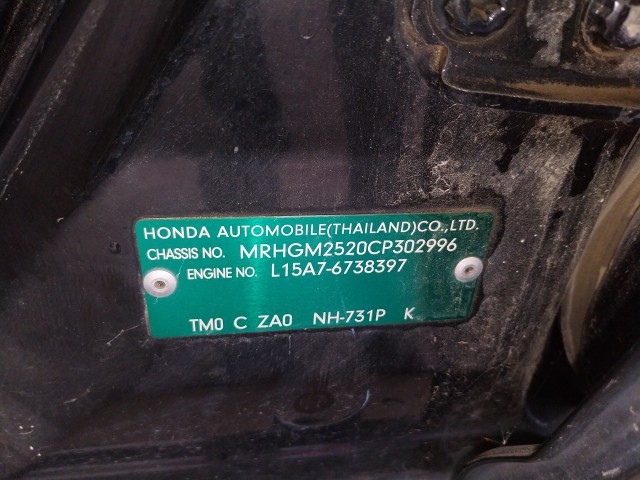 HONDA AUTOMOBILE(THAILAND)CO.,LTD.
CHASSIS NO. MRHGM2520CP302996
ENGINE NO. L15A7-6738397
TM0 C ZA0 NH-731P K